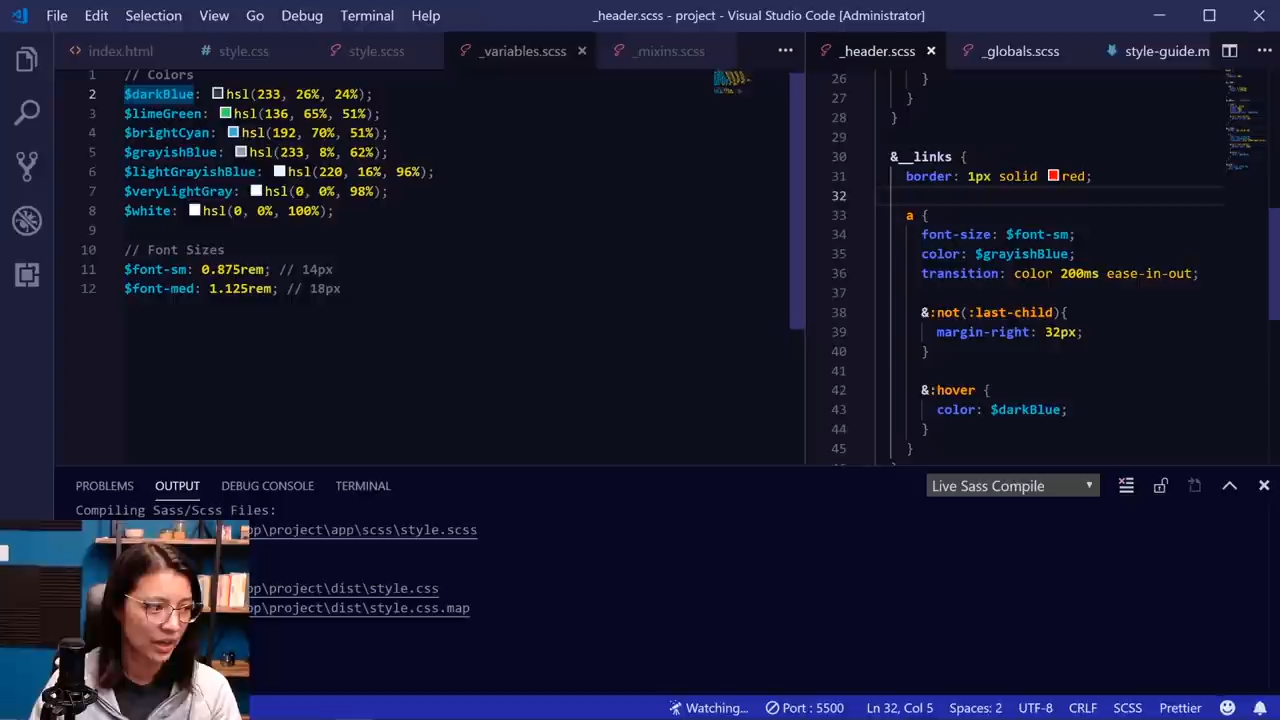 File Edit Selection View Go Debug Terminal Help _header.scss - project - Visual Studio Code [Administrator]
index.html style.css style.scss _variables.scss _mixins.scss _header.scss _globals.scss style-guide.m
1 // Colors
2 $darkBlue: hsl(233, 26%, 24%);
3 $limeGreen: hsl(136, 65%, 51%);
4 $brightCyan: hsl(192, 70%, 51%);
5 $grayishBlue: hsl(233, 8%, 62%);
6 $lightGrayishBlue: hsl(220, 16%, 96%);
7 $veryLightGray: hsl(0, 0%, 98%);
8 $white: hsl(0, 0%, 100%);
9
10 // Font Sizes
11 $font-sm: 0.875rem; // 14px
12 $font-med: 1.125rem; // 18px
26 }
27 }
28 }
29
30 &__links {
31 border: 1px solid red;
32
33 a {
34 font-size: $font-sm;
35 color: $grayishBlue;
36 transition: color 200ms ease-in-out;
37
38 &:not(:last-child){
39 margin-right: 32px;
40 }
41
42 &:hover {
43 color: $darkBlue;
44 }
45 }
PROBLEMS OUTPUT DEBUG CONSOLE TERMINAL Live Sass Compile
Compiling Sass/Scss Files:
pp\project\app\scss\style.scss
pp\project\dist\style.css
pp\project\dist\style.css.map
Watching... Port : 5500 Ln 32, Col 5 Spaces: 2 UTF-8 CRLF SCSS Prettier